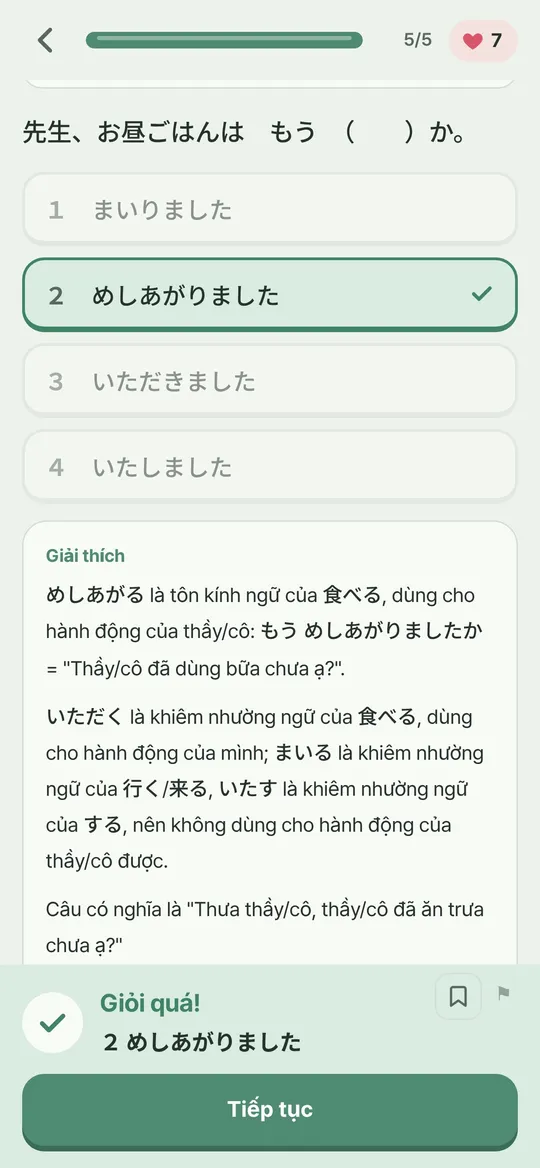 5/5
7
先生、お昼ごはんは　もう　（　　）か。
1 まいりました
2 めしあがりました
3 いただきました
4 いたしました
Giải thích
めしあがる là tôn kính ngữ của 食べる, dùng cho
hành động của thầy/cô: もう めしあがりましたか
= "Thầy/cô đã dùng bữa chưa ạ?".
いただく là khiêm nhường ngữ của 食べる, dùng
cho hành động của mình; まいる là khiêm nhường
ngữ của 行く/来る, いたす là khiêm nhường ngữ
của する, nên không dùng cho hành động của
thầy/cô được.
Câu có nghĩa là "Thưa thầy/cô, thầy/cô đã ăn trưa
chưa ạ?"
Giỏi quá!
2 めしあがりました
Tiếp tục